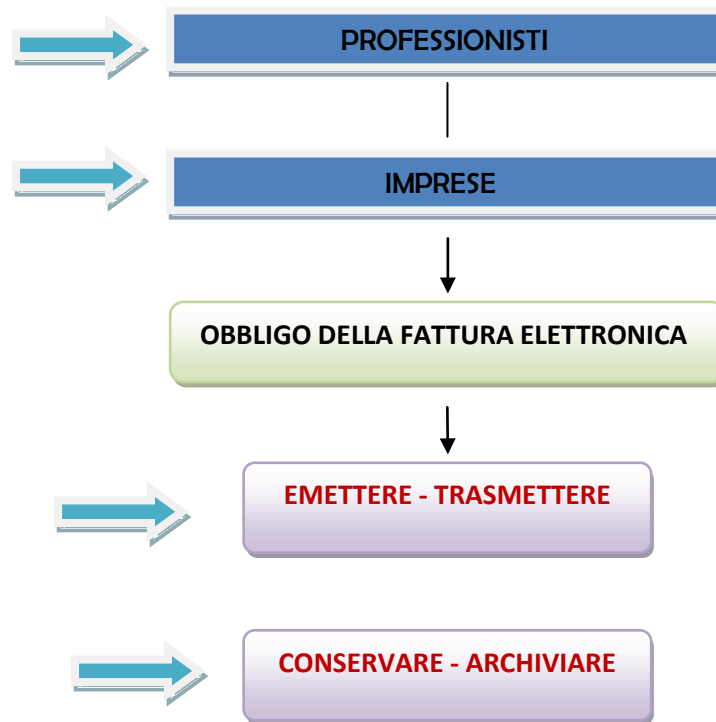 PROFESSIONISTI
IMPRESE
OBBLIGO DELLA FATTURA ELETTRONICA
EMETTERE - TRASMETTERE
CONSERVARE - ARCHIVIARE